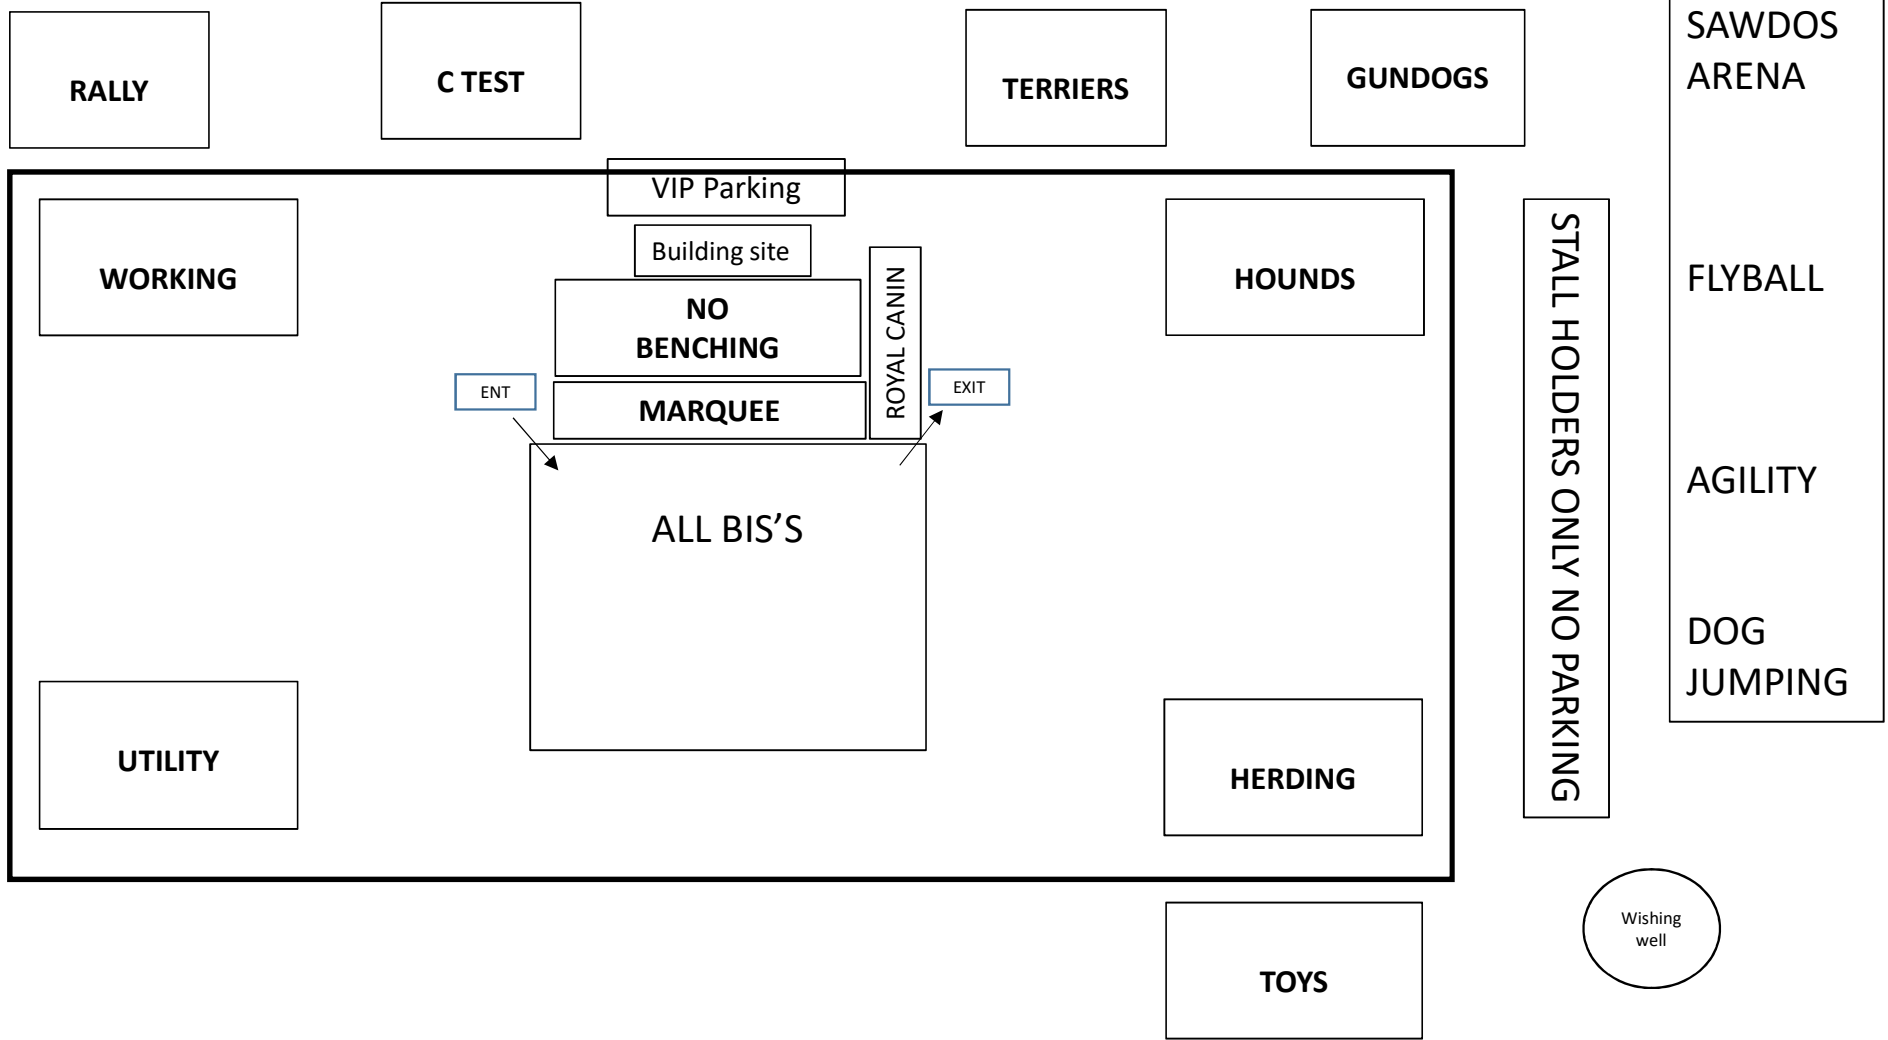 RALLY
C TEST
TERRIERS
GUNDOGS
SAWDOS
ARENA
FLYBALL
AGILITY
DOG
JUMPING
VIP Parking
Building site
WORKING
NO
BENCHING
ROYAL CANIN
HOUNDS
STALL HOLDERS ONLY NO PARKING
ENT
MARQUEE
EXIT
ALL BIS’S
UTILITY
HERDING
Wishing
well
TOYS